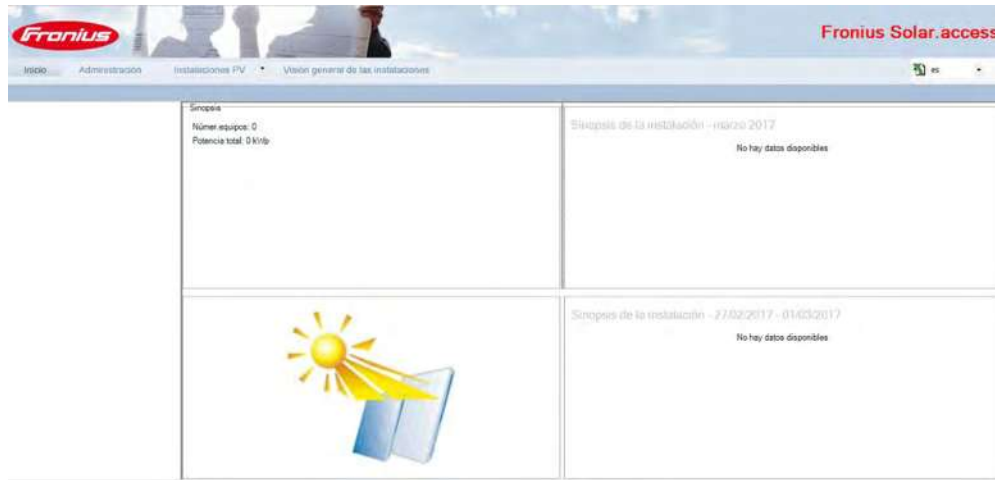 Fronius
Fronius Solar.access
Inicio Administración Instalaciones PV Visión general de las instalaciones
es
Sinopsis
Númer.equipos: 0
Potencia total: 0 kWp
Sinopsis de la instalación - marzo 2017
No hay datos disponibles
Sinopsis de la instalación - 27/02/2017 - 01/03/2017
No hay datos disponibles